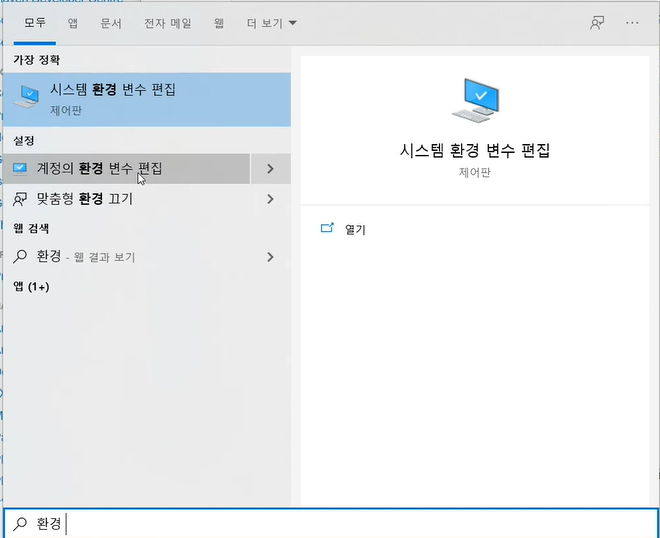 모두 앱 문서 전자 메일 웹 더 보기
가장 정확
시스템 환경 변수 편집
제어판
설정
계정의 환경 변수 편집
맞춤형 환경 끄기
웹 검색
환경 - 웹 결과 보기
앱 (1+)
시스템 환경 변수 편집
제어판
열기
환경